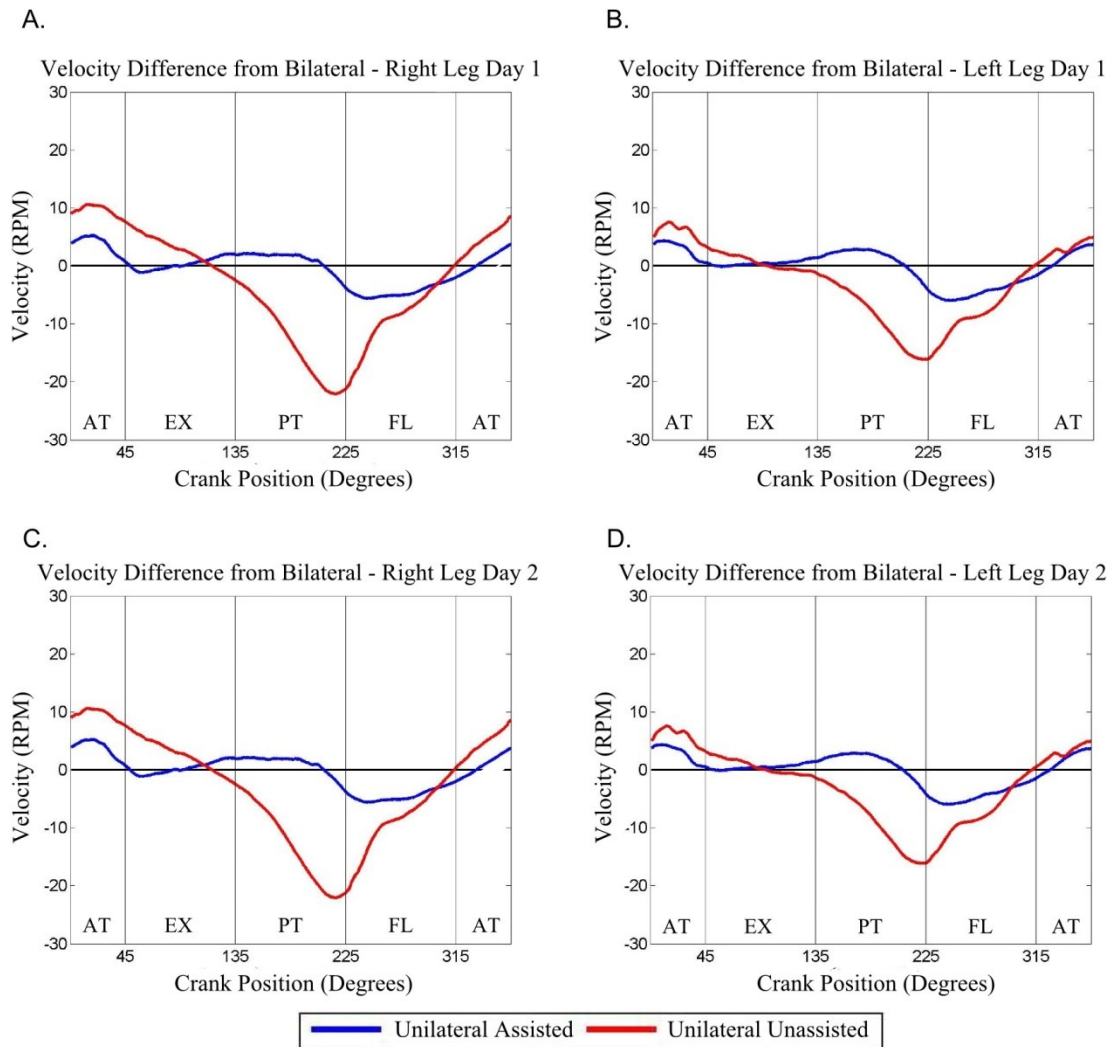 A.
Velocity Difference from Bilateral - Right Leg Day 1
30
20
10
0
-10
-20
-30
Velocity (RPM)
AT EX PT FL AT
45 135 225 315
Crank Position (Degrees)
B.
Velocity Difference from Bilateral - Left Leg Day 1
30
20
10
0
-10
-20
-30
Velocity (RPM)
AT EX PT FL AT
45 135 225 315
Crank Position (Degrees)
C.
Velocity Difference from Bilateral - Right Leg Day 2
30
20
10
0
-10
-20
-30
Velocity (RPM)
AT EX PT FL AT
45 135 225 315
Crank Position (Degrees)
D.
Velocity Difference from Bilateral - Left Leg Day 2
30
20
10
0
-10
-20
-30
Velocity (RPM)
AT EX PT FL AT
45 135 225 315
Crank Position (Degrees)
Unilateral Assisted Unilateral Unassisted